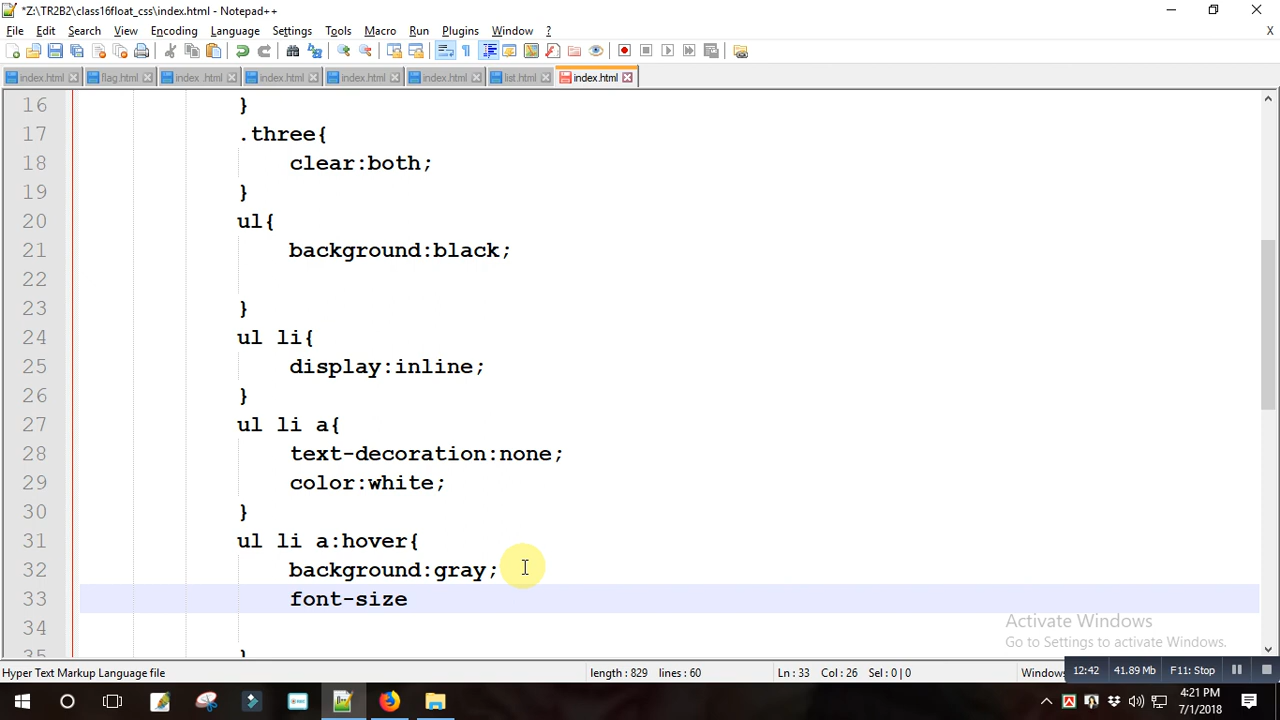 *Z:\TR2B2\class16float_css\index.html - Notepad++
File Edit Search View Encoding Language Settings Tools Macro Run Plugins Window ? X
index.html flag.html index .html index.html index.html index.html list.html index.html
16 }
17 .three{
18 clear:both;
19 }
20 ul{
21 background:black;
22
23 }
24 ul li{
25 display:inline;
26 }
27 ul li a{
28 text-decoration:none;
29 color:white;
30 }
31 ul li a:hover{
32 background:gray;
33 font-size
34
35 }
Activate Windows
Go to Settings to activate Windows.
Hyper Text Markup Language file length : 829 lines : 60 Ln : 33 Col : 26 Sel : 0 | 0 Windows
12:42 41.89 Mb F11: Stop
4:21 PM
7/1/2018